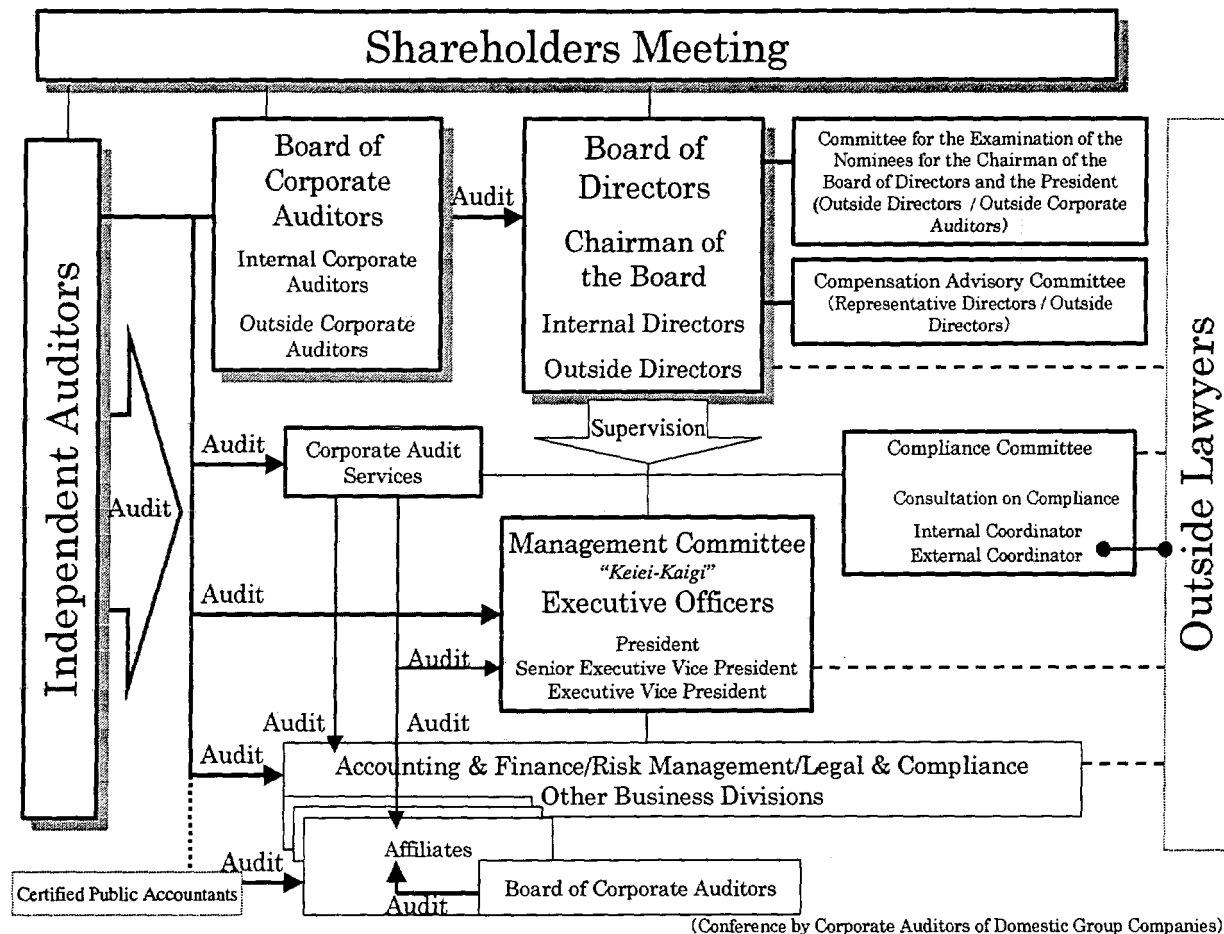 Shareholders Meeting
Independent Auditors
Audit
Board of
Corporate
Auditors
Internal Corporate
Auditors
Outside Corporate
Auditors
Audit
Board of
Directors
Chairman of
the Board
Internal Directors
Outside Directors
Committee for the Examination of the
Nominees for the Chairman of the
Board of Directors and the President
(Outside Directors / Outside Corporate
Auditors)
Compensation Advisory Committee
(Representative Directors / Outside
Directors)
Outside Lawyers
Supervision
Audit
Corporate Audit
Services
Compliance Committee
Consultation on Compliance
Internal Coordinator
External Coordinator
Management Committee
“Keiei-Kaigi”
Executive Officers
President
Senior Executive Vice President
Executive Vice President
Audit
Audit
Audit
Audit
Audit
Accounting & Finance/Risk Management/Legal & Compliance
Other Business Divisions
Affiliates
Audit
Certified Public Accountants
Board of Corporate Auditors
Audit
(Conference by Corporate Auditors of Domestic Group Companies)